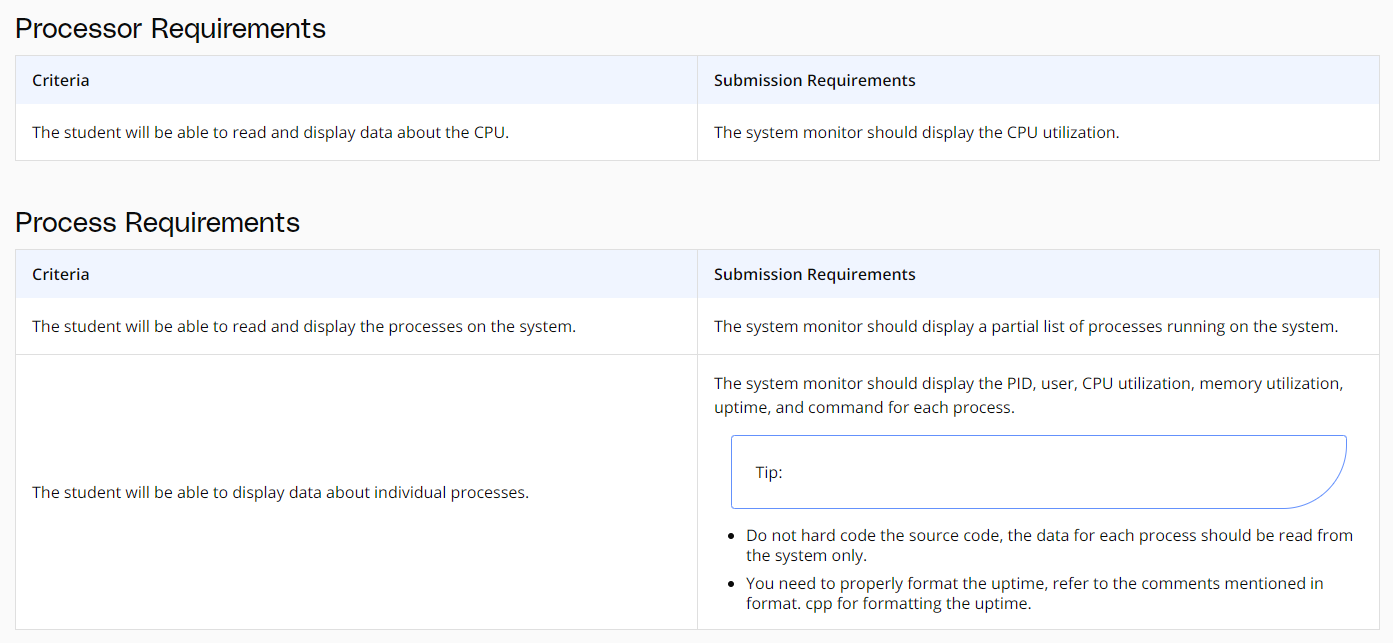 Processor Requirements
Criteria
Submission Requirements
The student will be able to read and display data about the CPU.
The system monitor should display the CPU utilization.
Process Requirements
Criteria
Submission Requirements
The student will be able to read and display the processes on the system.
The system monitor should display a partial list of processes running on the system.
The student will be able to display data about individual processes.
The system monitor should display the PID, user, CPU utilization, memory utilization,
uptime, and command for each process.
Tip:
• Do not hard code the source code, the data for each process should be read from
the system only.
• You need to properly format the uptime, refer to the comments mentioned in
format. cpp for formatting the uptime.